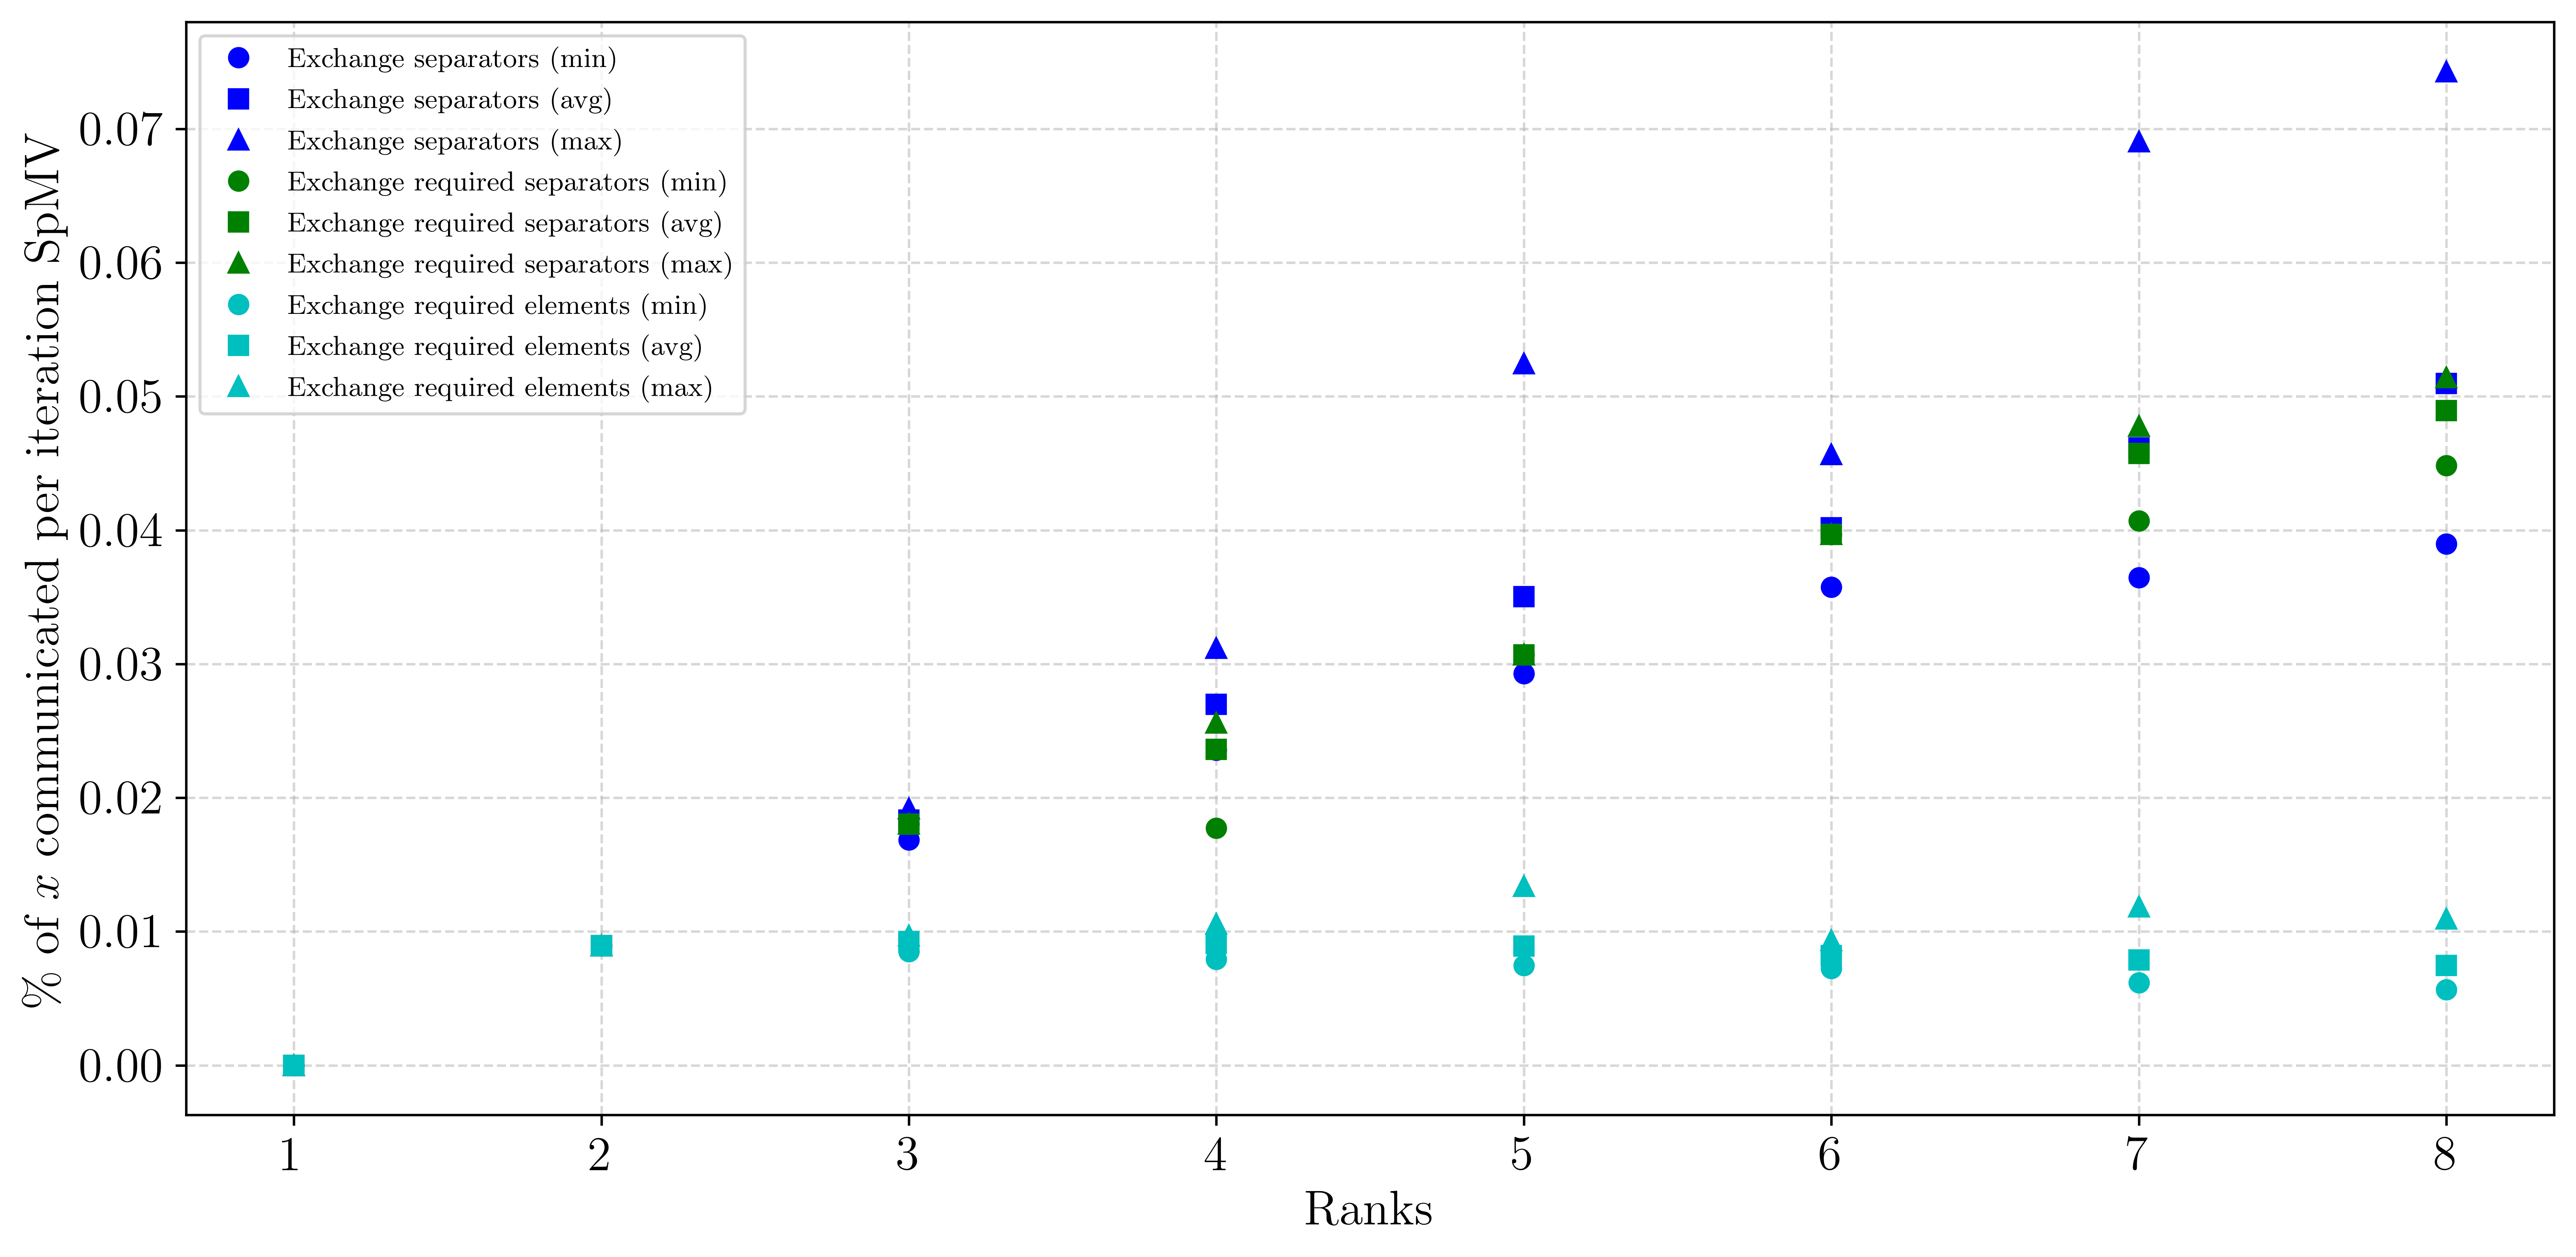 Exchange separators (min)
Exchange separators (avg)
Exchange separators (max)
Exchange required separators (min)
Exchange required separators (avg)
Exchange required separators (max)
Exchange required elements (min)
Exchange required elements (avg)
Exchange required elements (max)
% of x communicated per iteration SpMV
0.07
0.06
0.05
0.04
0.03
0.02
0.01
0.00
1 2 3 4 5 6 7 8
Ranks